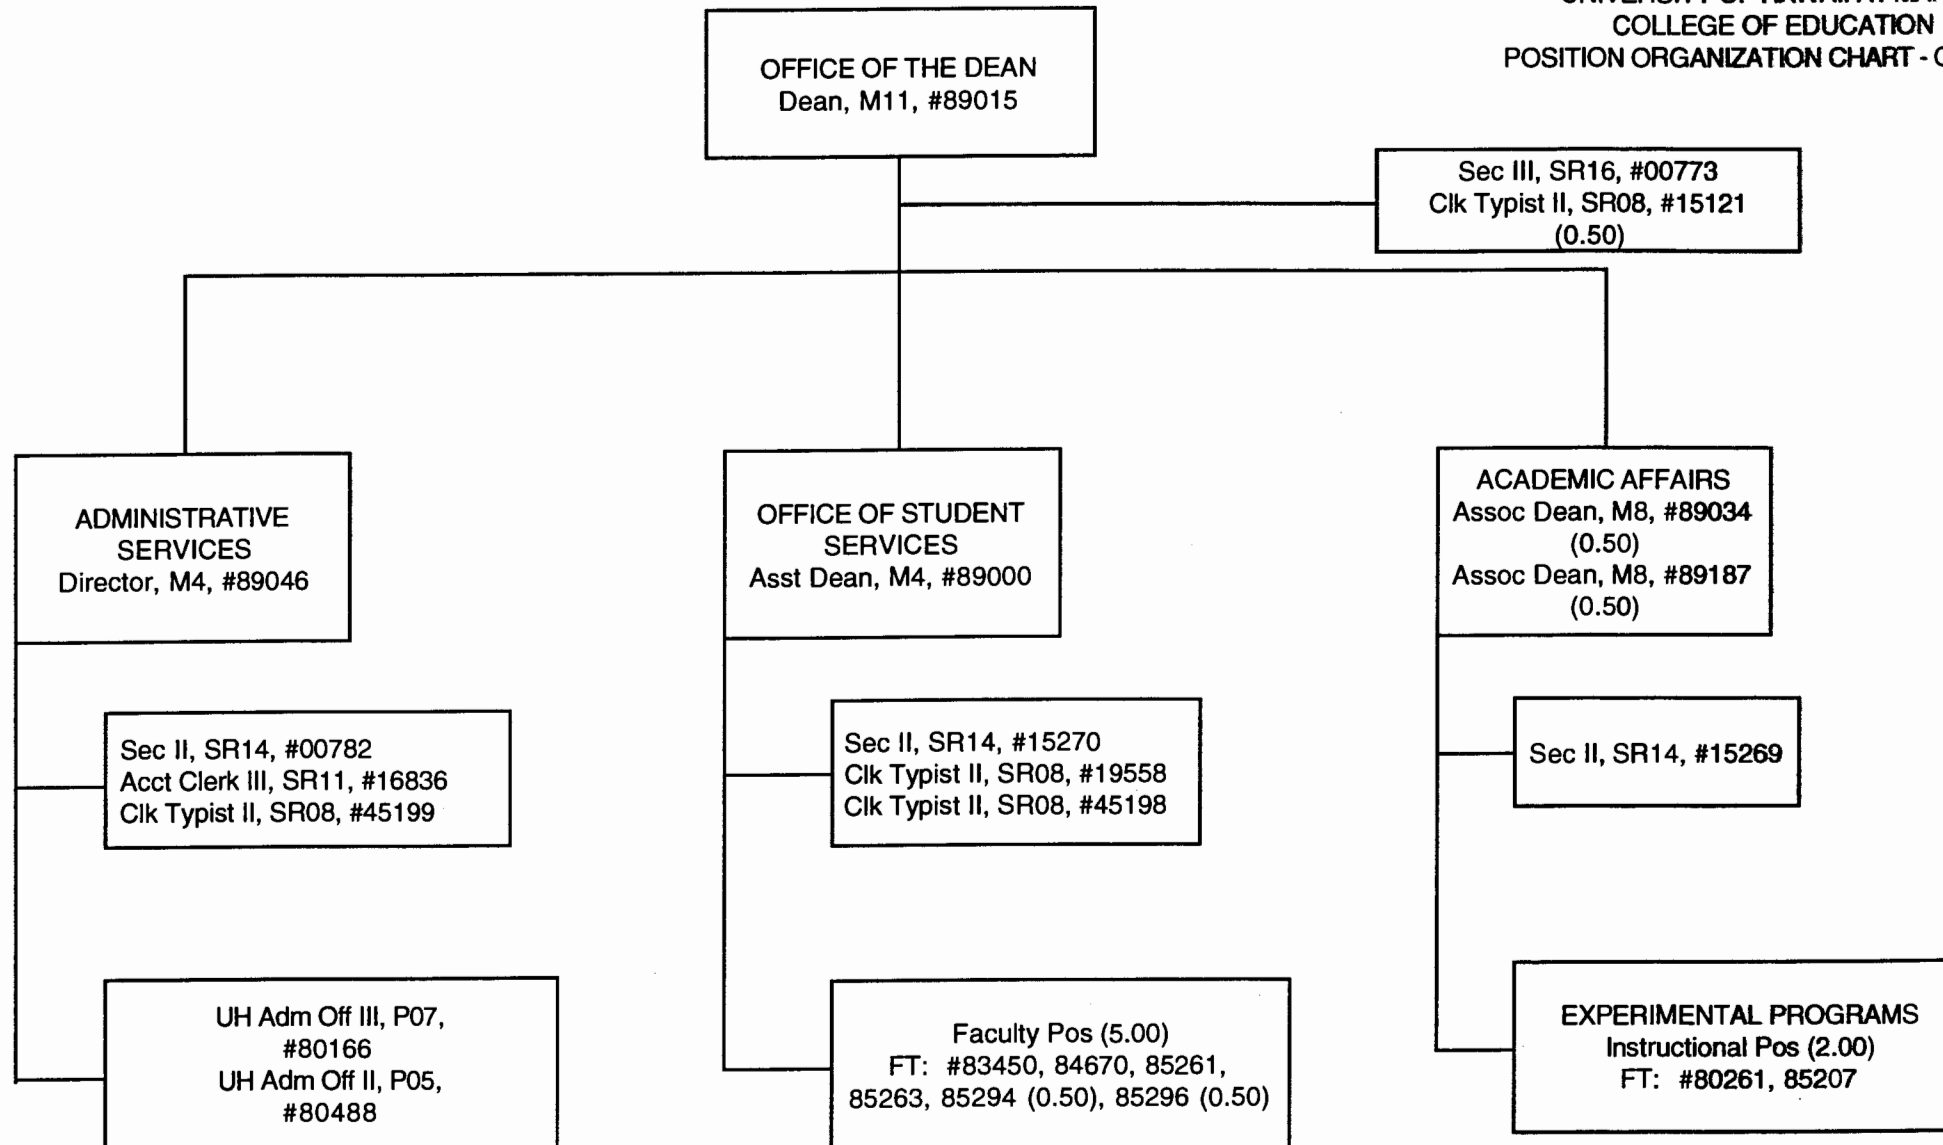 COLLEGE OF EDUCATION
POSITION ORGANIZATION CHART -
OFFICE OF THE DEAN
Dean, M11, #89015
Sec III, SR16, #00773
Clk Typist II, SR08, #15121
(0.50)
ADMINISTRATIVE
SERVICES
Director, M4, #89046
OFFICE OF STUDENT
SERVICES
Asst Dean, M4, #89000
ACADEMIC AFFAIRS
Assoc Dean, M8, #89034
(0.50)
Assoc Dean, M8, #89187
(0.50)
Sec II, SR14, #00782
Acct Clerk III, SR11, #16836
Clk Typist II, SR08, #45199
Sec II, SR14, #15270
Clk Typist II, SR08, #19558
Clk Typist II, SR08, #45198
Sec II, SR14, #15269
UH Adm Off III, P07,
#80166
UH Adm Off II, P05,
#80488
Faculty Pos (5.00)
FT: #83450, 84670, 85261,
85263, 85294 (0.50), 85296 (0.50)
EXPERIMENTAL PROGRAMS
Instructional Pos (2.00)
FT: #80261, 85207